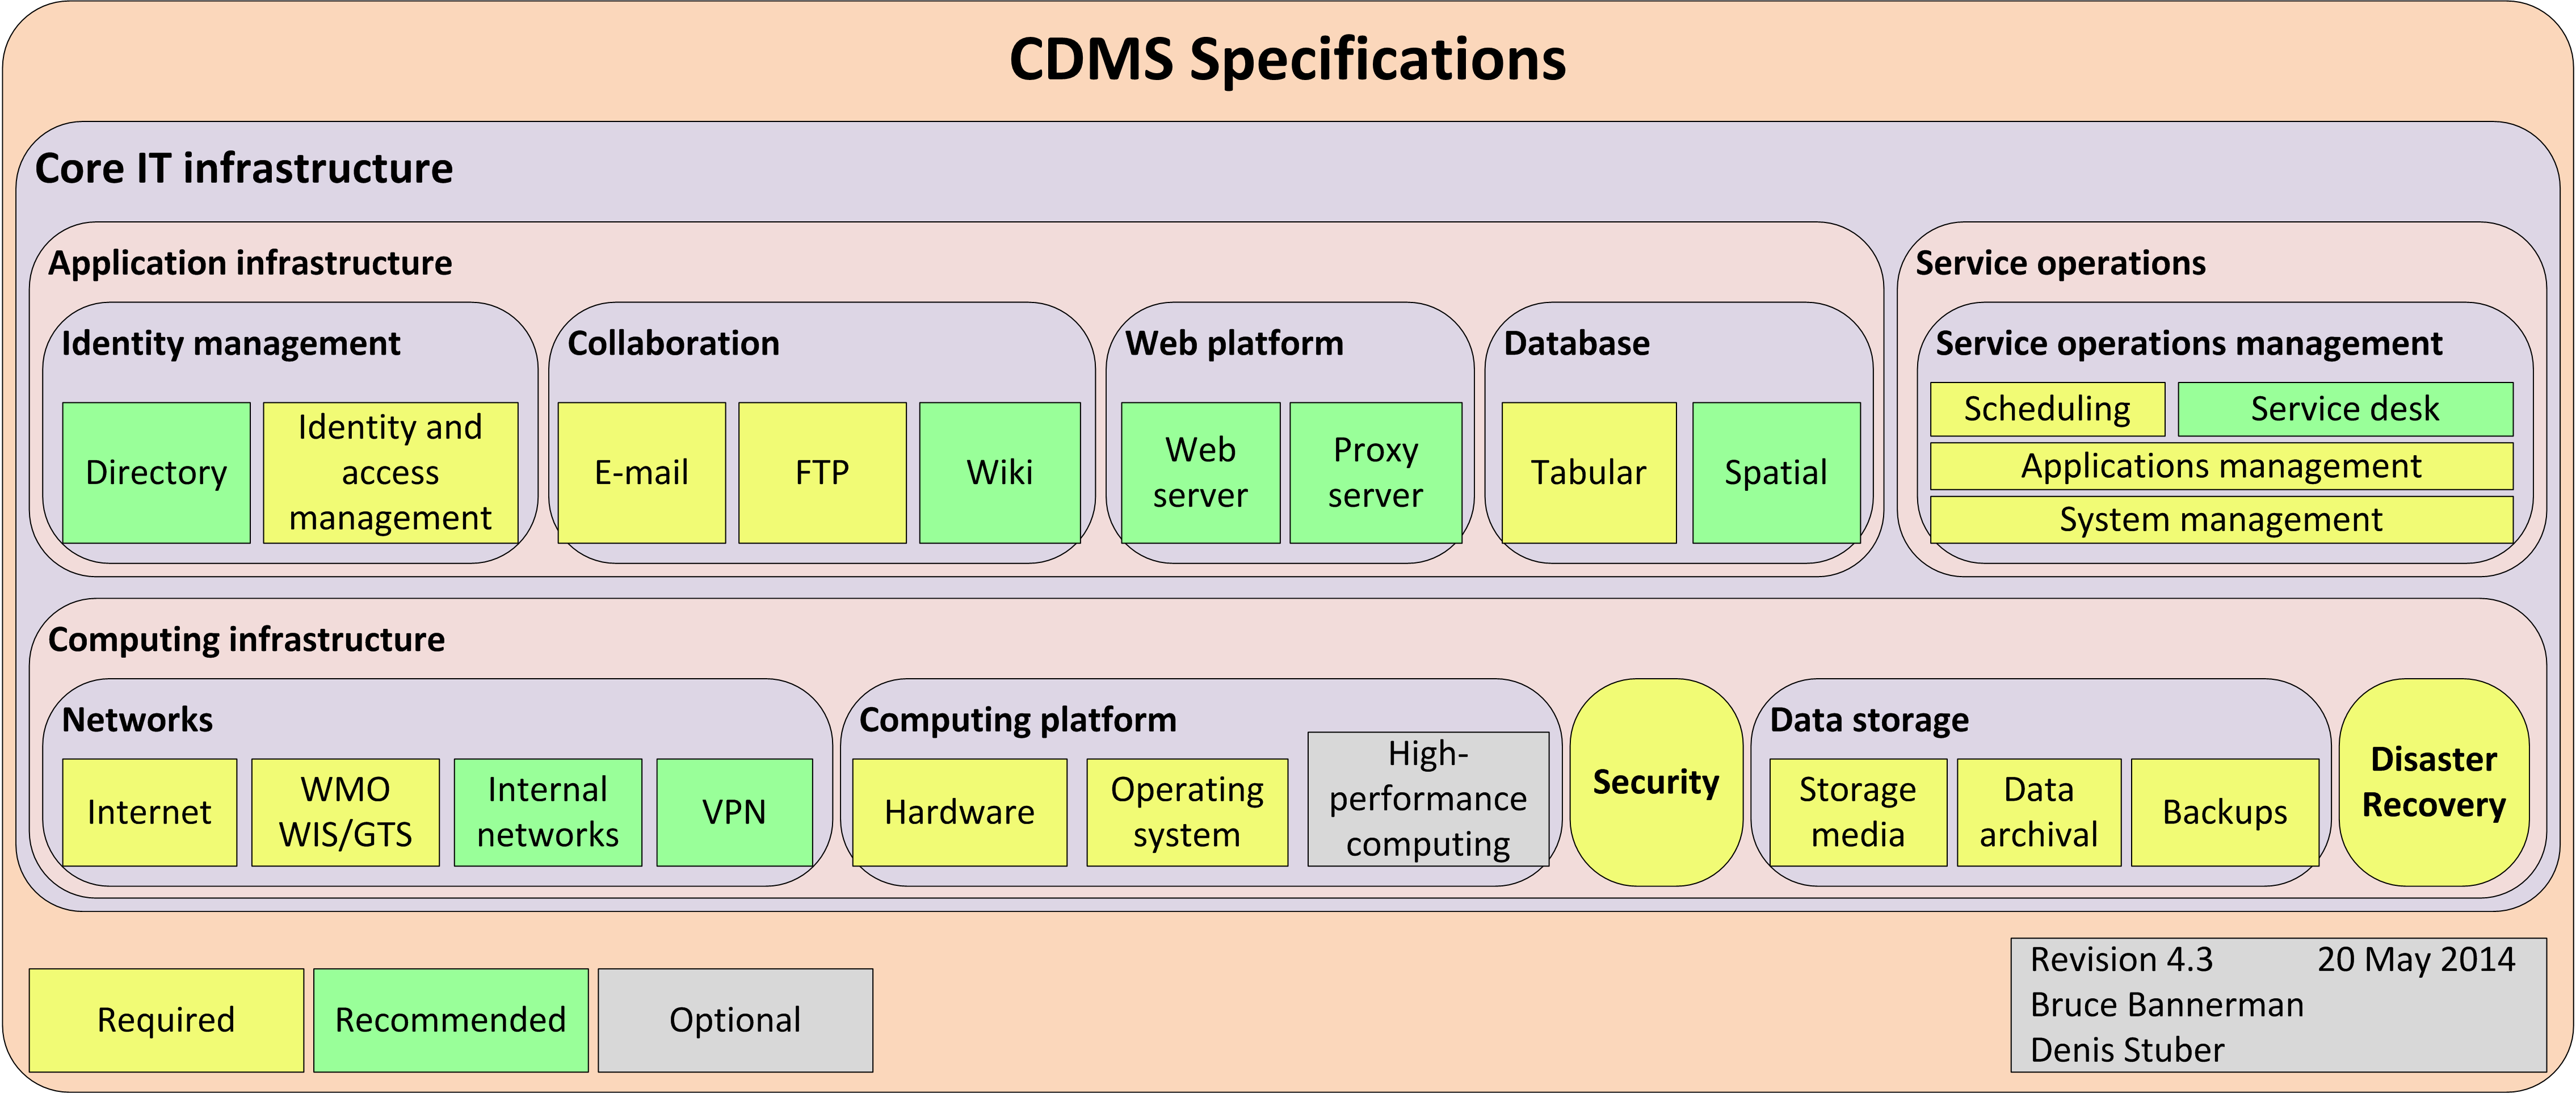 CDMS Specifications
Core IT infrastructure
Application infrastructure
Identity management
Directory
Identity and
access
management
Collaboration
E-mail
FTP
Wiki
Web platform
Web
server
Proxy
server
Database
Tabular
Spatial
Service operations
Service operations management
Scheduling
Service desk
Applications management
System management
Computing infrastructure
Networks
Internet
WMO
WIS/GTS
Internal
networks
VPN
Computing platform
Hardware
Operating
system
High-
performance
computing
Security
Data storage
Storage
media
Data
archival
Backups
Disaster
Recovery
Required
Recommended
Optional
Revision 4.3 20 May 2014
Bruce Bannerman
Denis Stuber